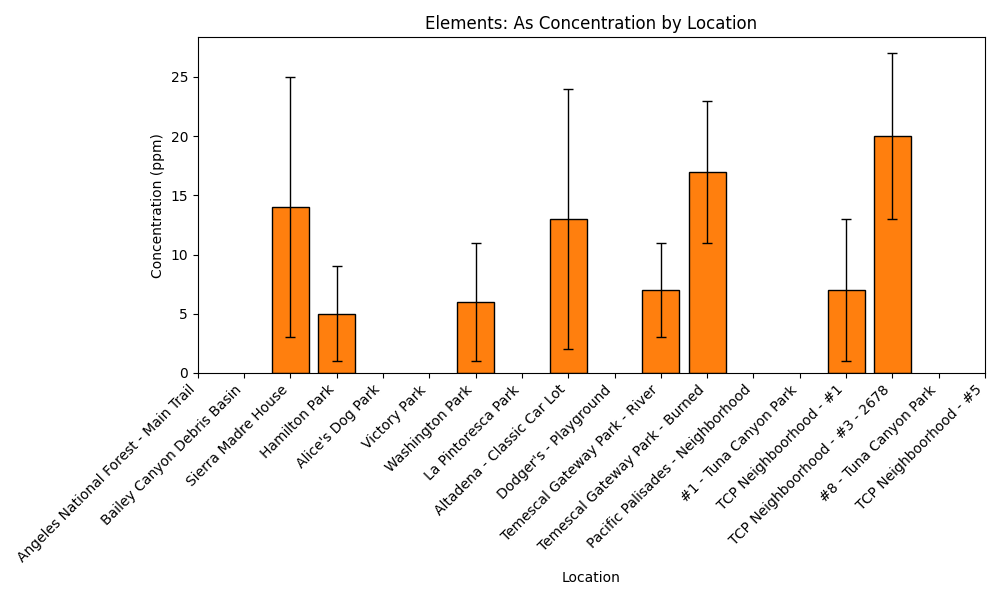 Elements: As Concentration by Location
Concentration (ppm)
25
20
15
10
5
0
Angeles National Forest - Main Trail
Bailey Canyon Debris Basin
Sierra Madre House
Hamilton Park
Alice's Dog Park
Victory Park
Washington Park
La Pintoresca Park
Altadena - Classic Car Lot
Dodger's - Playground
Temescal Gateway Park - River
Temescal Gateway Park - Burned
Pacific Palisades - Neighborhood
#1 - Tuna Canyon Park
TCP Neighboorhood - #1
TCP Neighboorhood - #3 - 2678
#8 - Tuna Canyon Park
TCP Neighboorhood - #5
Location